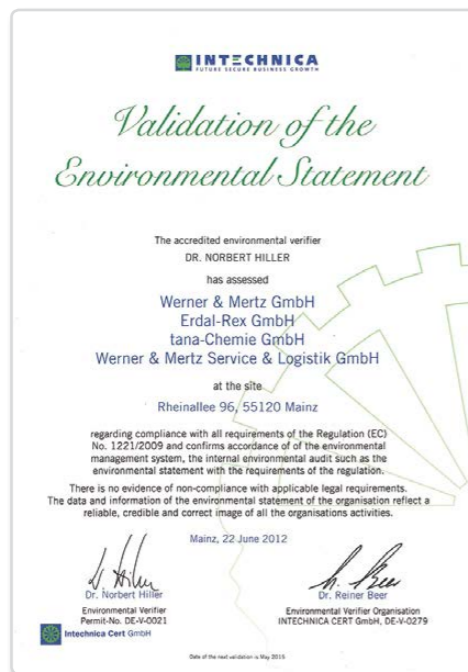 INTECHNICA
FUTURE SECURE BUSINESS GROWTH
Validation of the
Environmental Statement
The accredited environmental verifier
DR. NORBERT HILLER
has assessed
Werner & Mertz GmbH
Erdal-Rex GmbH
tana-Chemie GmbH
Werner & Mertz Service & Logistik GmbH
at the site
Rheinallee 96, 55120 Mainz
regarding compliance with all requirements of the Regulation (EC)
No. 1221/2009 and confirms accordance of of the environmental
management system, the internal environmental audit such as the
environmental statement with the requirements of the regulation.
There is no evidence of non-compliance with applicable legal requirements.
The data and information of the environmental statement of the organisation reflect a
reliable, credible and correct image of all the organisations activities.
Mainz, 22 June 2012
Dr. Norbert Hiller
Environmental Verifier
Permit-No. DE-V-0021
Dr. Reiner Beer
Environmental Verifier Organisation
INTECHNICA CERT GmbH, DE-V-0279
Intechnica Cert GmbH
Date of the next validation is May 2015